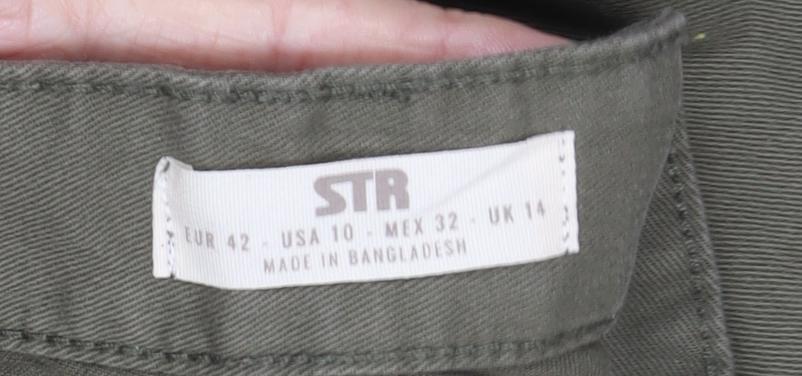 STR
EUR 42 - USA 10 - MEX 32 - UK 14
MADE IN BANGLADESH